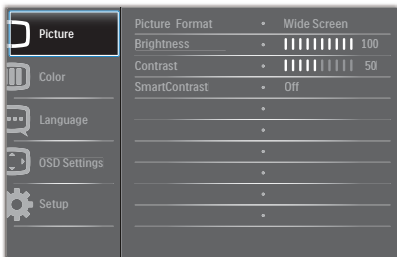 Picture
Color
Language
OSD Settings
Setup
Picture Format • Wide Screen
Brightness • 100
Contrast • 50
SmartContrast • Off